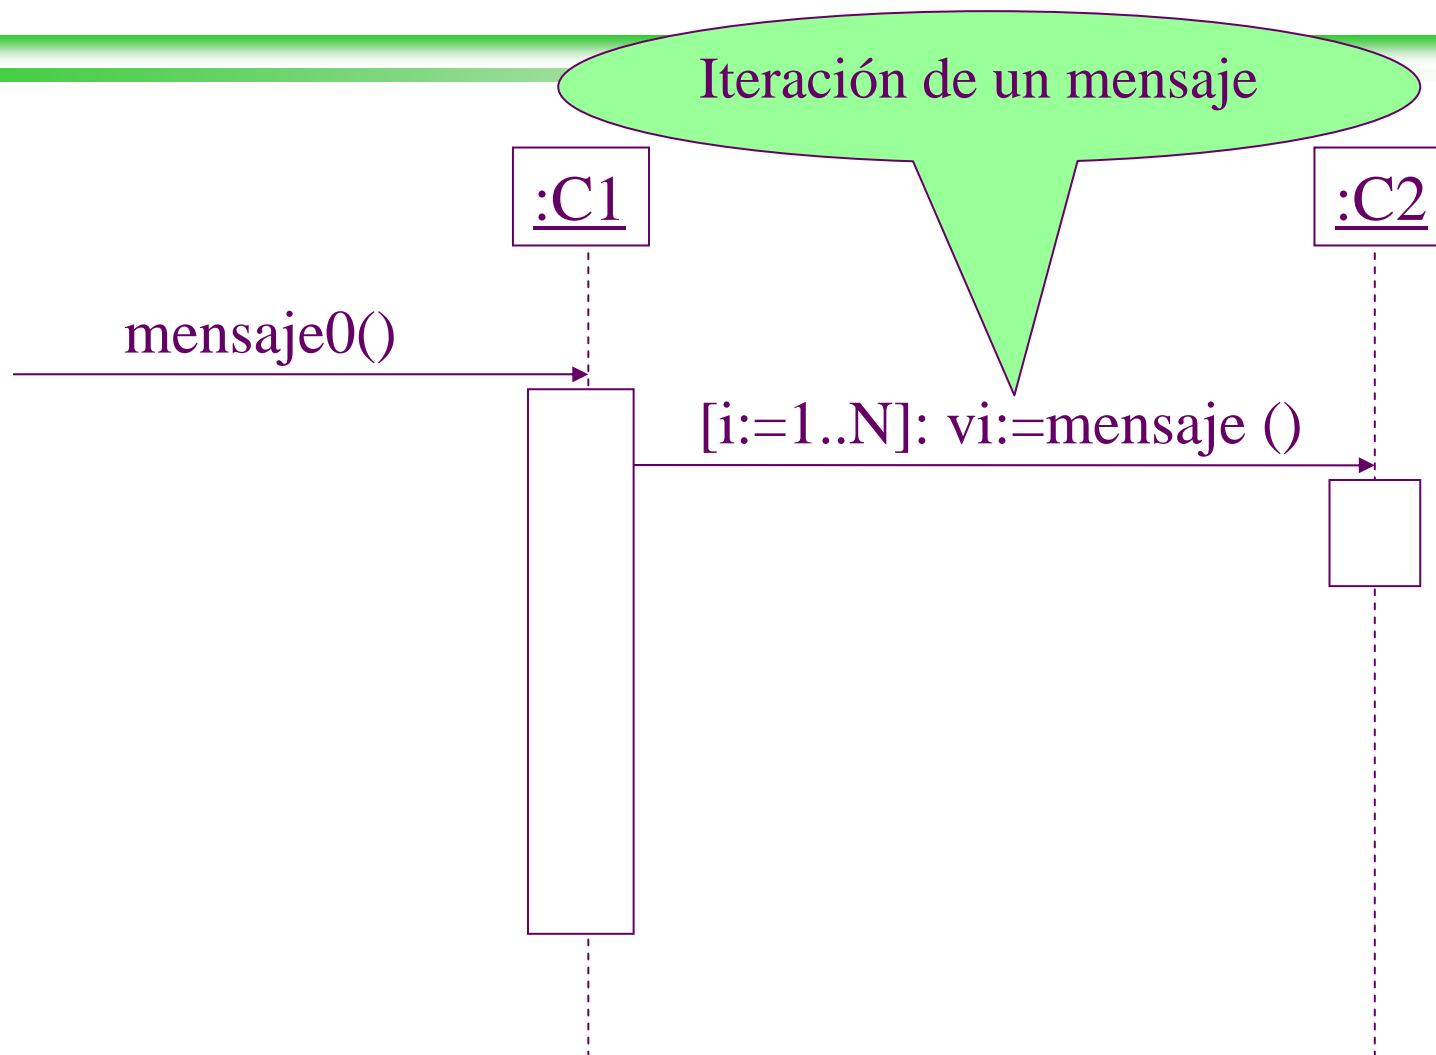 Iteración de un mensaje
:C1
:C2
mensaje0()
[i:=1..N]: vi:=mensaje ()